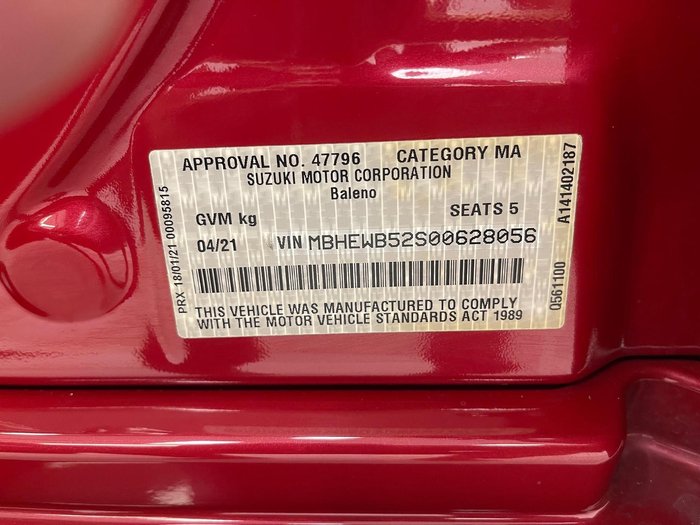 APPROVAL NO. 47796 CATEGORY MA
SUZUKI MOTOR CORPORATION
Baleno
GVM kg SEATS 5
04/21 VIN MBHEWB52S00628056
THIS VEHICLE WAS MANUFACTURED TO COMPLY
WITH THE MOTOR VEHICLE STANDARDS ACT 1989
PRX 18/01/21 00095815
0561100 A141402187